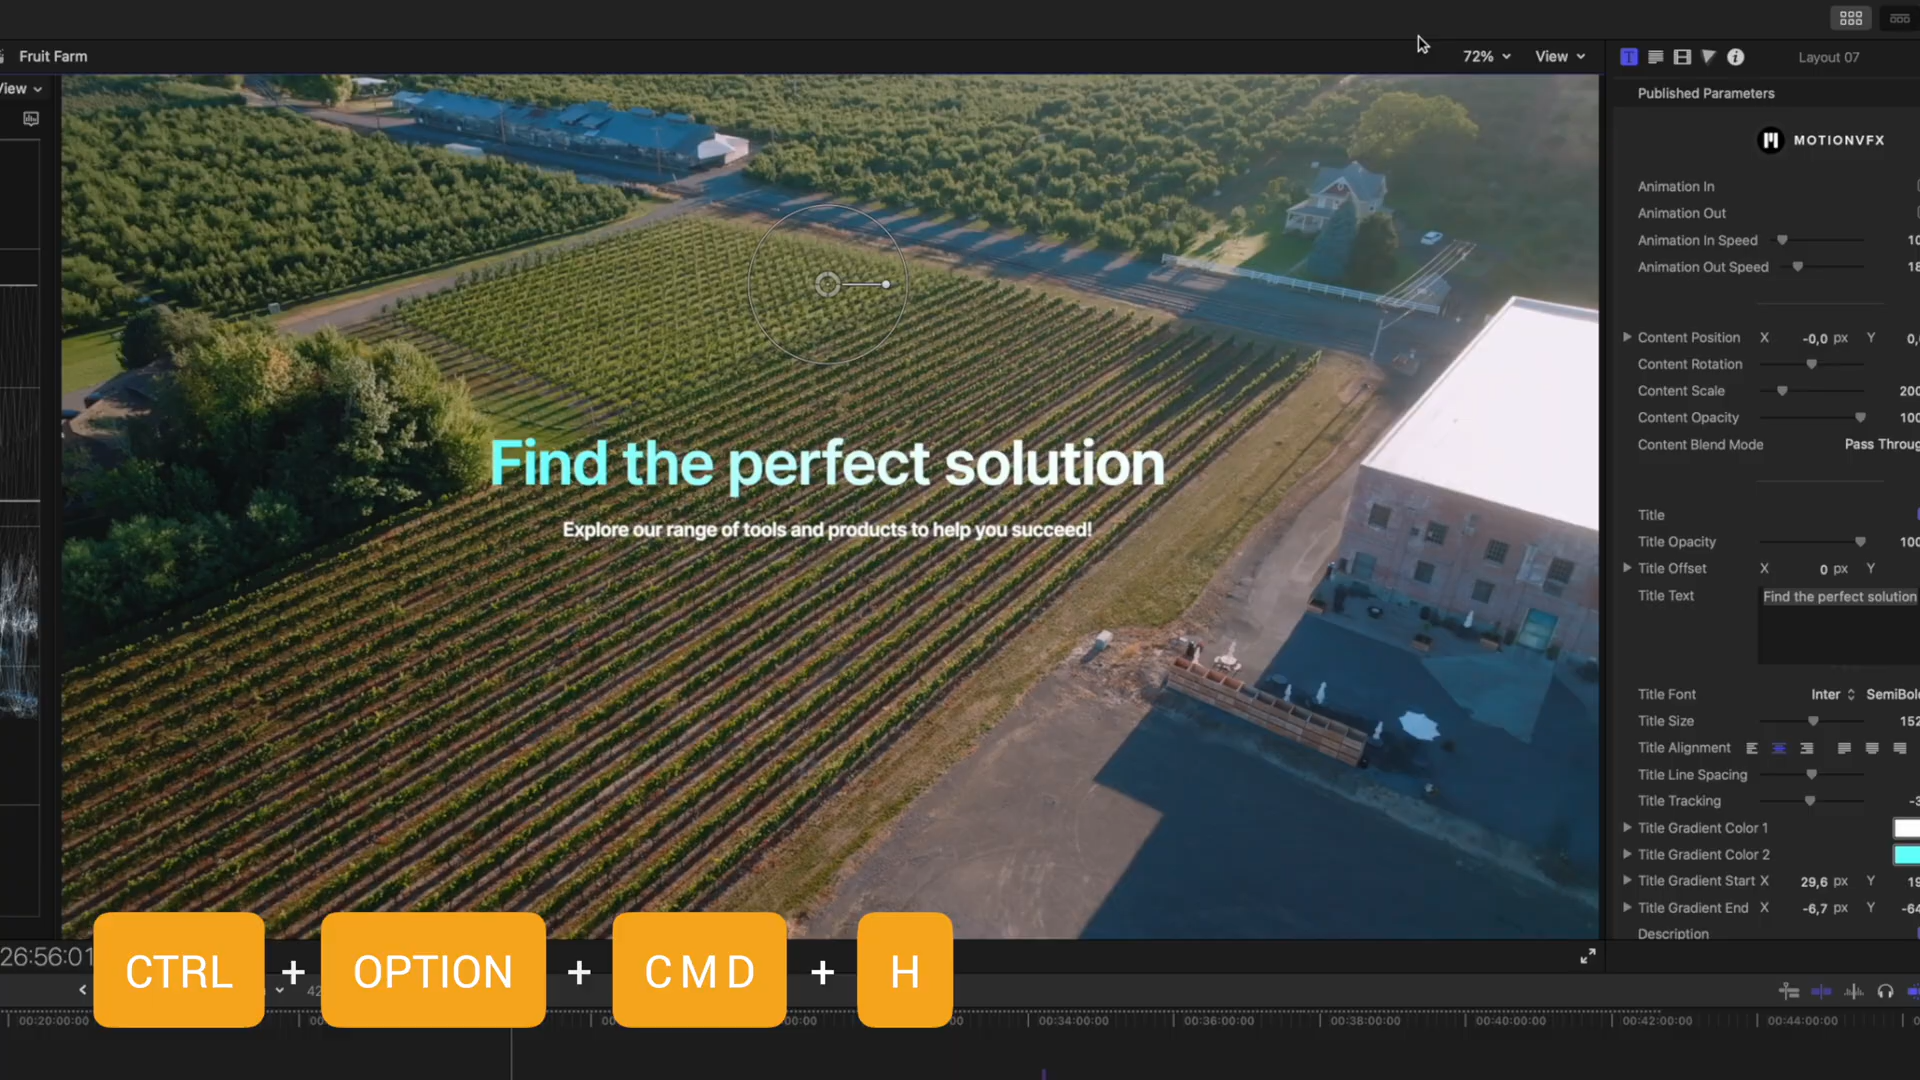 Fruit Farm
72%
View
Layout 07
View
Published Parameters
MOTIONVFX
Animation In
Animation Out
Animation In Speed
Animation Out Speed
Content Position X -0,0 px Y
Content Rotation
Content Scale 200
Content Opacity 100
Content Blend Mode
Pass Through
Title
Title Opacity 100
Title Offset X 0 px Y
Title Text Find the perfect solution
Title Font Inter SemiBold
Title Size 152
Title Alignment
Title Line Spacing
Title Tracking
Title Gradient Color 1
Title Gradient Color 2
Title Gradient Start X 29,6 px Y
Title Gradient End X -6,7 px Y
Description
Find the perfect solution
Explore our range of tools and products to help you succeed!
26:56:01
CTRL + OPTION + CMD + H
00:20:00:00
00:34:00:00
00:36:00:00
00:38:00:00
00:40:00:00
00:42:00:00
00:44:00:00